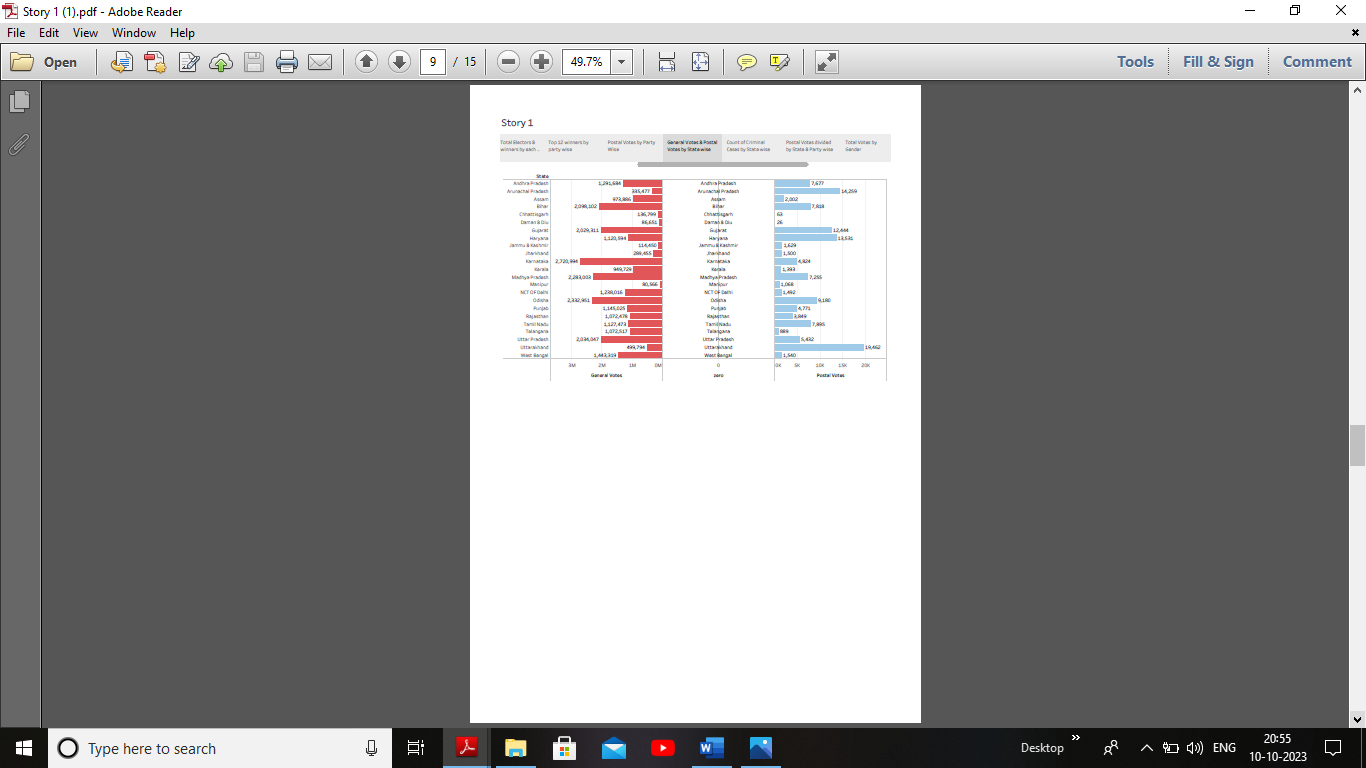 Story 1 (1).pdf - Adobe Reader
File Edit View Window Help
Open 9 / 15 49.7% Tools Fill & Sign Comment
Story 1
Total Electors & winners by each...
Top 12 winners by party wise
Postal Votes by Party Wise
General Votes & Postal Votes by State wise
Count of Criminal Cases by State wise
Postal Votes divided by State & Party wise
Total Votes by Gander
State
Andhra Pradesh 1,291,684 Andhra Pradesh 7,677
Arunachal Pradesh 335,477 Arunachal Pradesh 14,259
Assam 973,886 Assam 2,002
Bihar 2,098,102 Bihar 7,818
Chhattisgarh 136,799 Chhattisgarh 63
Daman & Diu 86,651 Daman & Diu 26
Gujarat 2,029,311 Gujarat 12,444
Haryana 1,120,594 Haryana 13,531
Jammu & Kashmir 114,450 Jammu & Kashmir 1,629
Jharkhand 289,455 Jharkhand 1,500
Karnataka 2,720,994 Karnataka 4,824
Kerala 949,729 Kerala 1,393
Madhya Pradesh 2,283,003 Madhya Pradesh 7,255
Manipur 80,566 Manipur 1,068
NCT OF Delhi 1,238,016 NCT OF Delhi 1,492
Odisha 2,332,951 Odisha 9,180
Punjab 1,145,025 Punjab 4,771
Rajasthan 1,072,478 Rajasthan 3,849
Tamil Nadu 1,127,473 Tamil Nadu 7,895
Telangana 1,072,517 Telangana 889
Uttar Pradesh 2,034,047 Uttar Pradesh 5,432
Uttarakhand 499,794 Uttarakhand 19,462
West Bengal 1,443,319 West Bengal 1,540
3M 2M 1M 0M 0 0K 5K 10K 15K 20K
General Votes zero Postal Votes
Type here to search Desktop ENG 20:55
10-10-2023